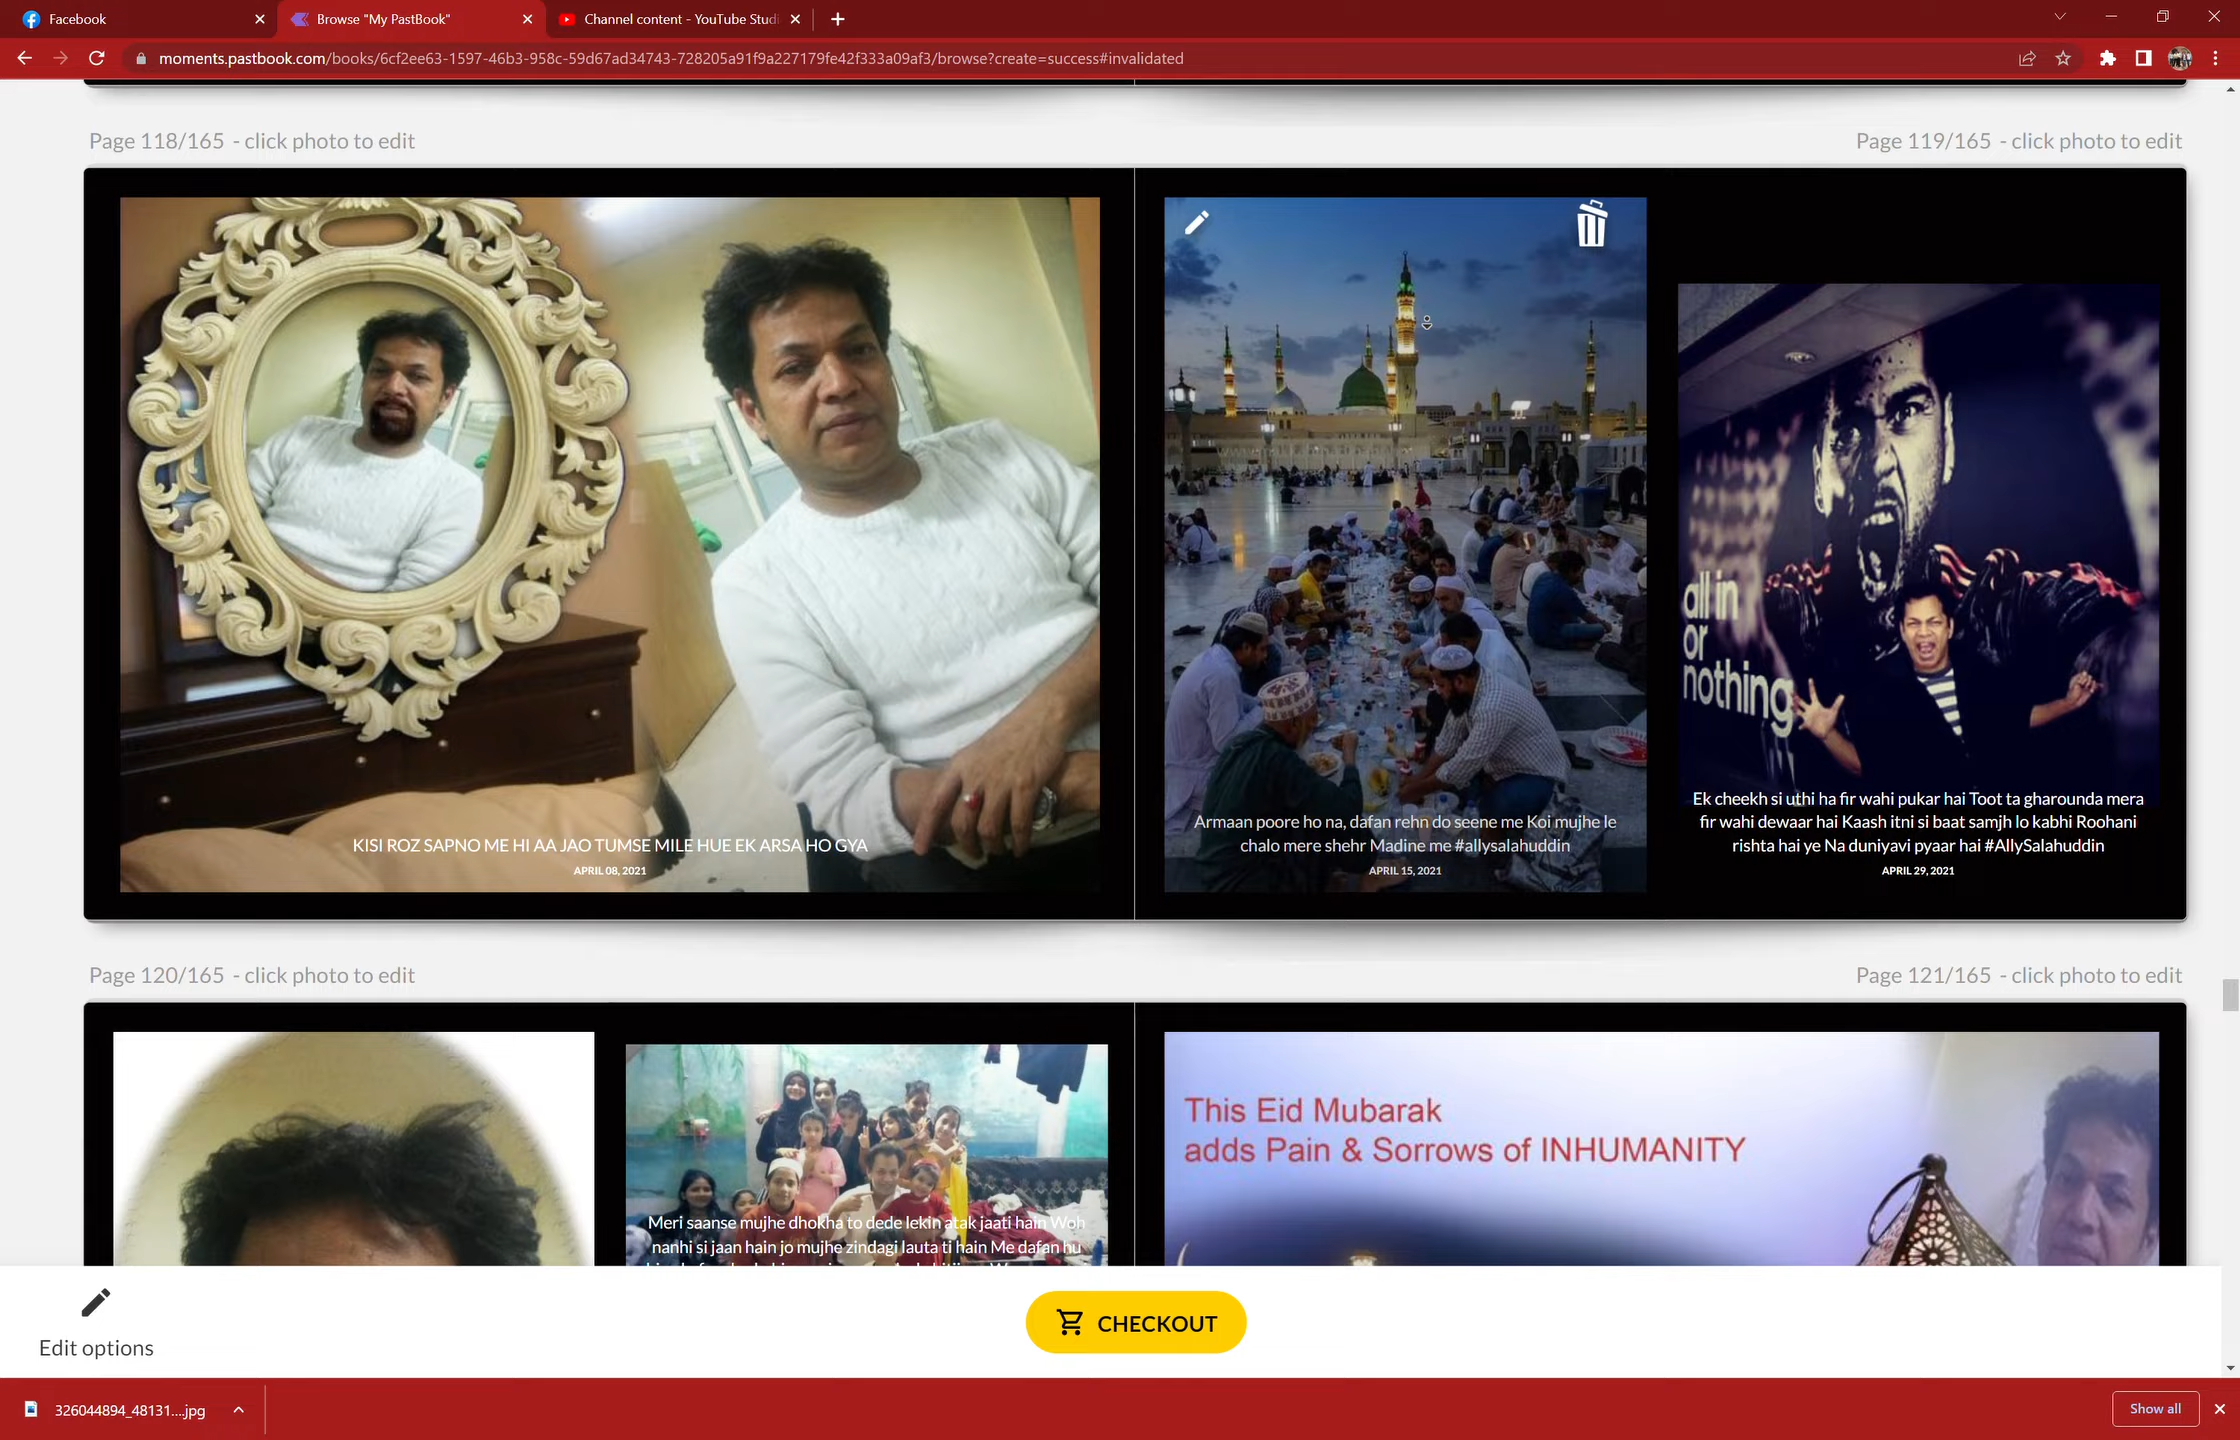 Facebook
Browse "My PastBook"
Channel content - YouTube Studi
moments.pastbook.com/books/6cf2ee63-1597-46b3-958c-59d67ad34743-728205a91f9a227179fe42f333a09af3/browse?create=success#invalidated
Page 118/165 - click photo to edit
Page 119/165 - click photo to edit
KISI ROZ SAPNO ME HI AA JAO TUMSE MILE HUE EK ARSA HO GYA
APRIL 08, 2021
Armaan poore ho na, dafan rehn do seene me Koi mujhe le
chalo mere shehr Madine me #allysalahuddin
APRIL 15, 2021
all in
or
nothing
Ek cheekh si uthi ha fir wahi pukar hai Toot ta gharounda mera
fir wahi dewaar hai Kaash itni si baat samjh lo kabhi Roohani
rishta hai ye Na duniyavi pyaar hai #AllySalahuddin
APRIL 29, 2021
Page 120/165 - click photo to edit
Page 121/165 - click photo to edit
Meri saanse mujhe dhokha to dede lekin atak jaati hain Woh
nanhi si jaan hain jo mujhe zindagi lauta ti hain Me dafan hu
This Eid Mubarak
adds Pain & Sorrows of INHUMANITY
Edit options
CHECKOUT
326044894_48131....jpg
Show all